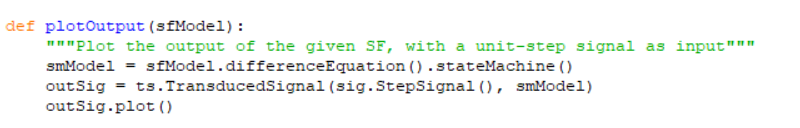 def plotOutput(sfModel):
    """Plot the output of the given SF, with a unit-step signal as input"""
    smModel = sfModel.differenceEquation().stateMachine()
    outSig = ts.TransducedSignal(sig.StepSignal(), smModel)
    outSig.plot()